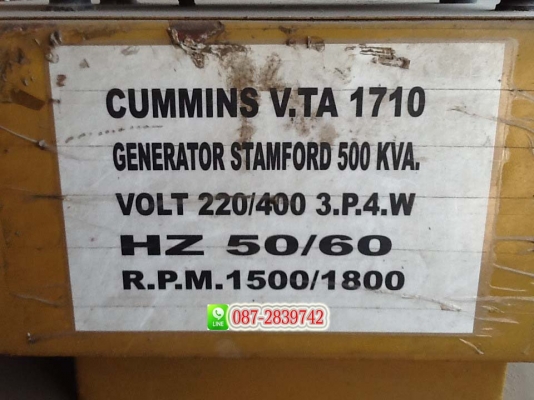 CUMMINS V.TA 1710
GENERATOR STAMFORD 500 KVA.
VOLT 220/400 3.P.4.W
HZ 50/60
R.P.M.1500/1800
LINE 087-2839742